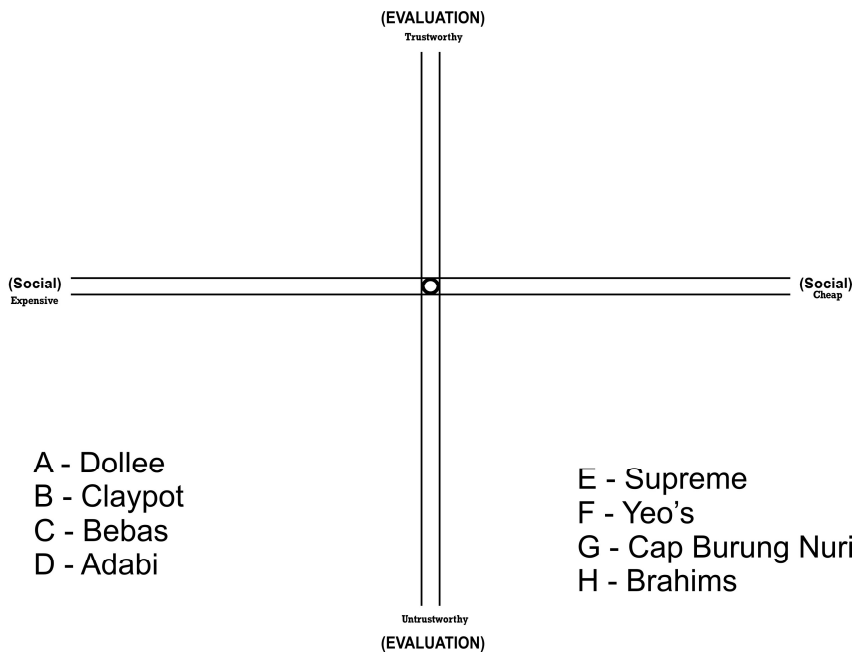 (EVALUATION)
Trustworthy
(Social)
Expensive
(Social)
Cheap
A - Dollee
B - Claypot
C - Bebas
D - Adabi
E - Supreme
F - Yeo’s
G - Cap Burung Nuri
H - Brahims
Untrustworthy
(EVALUATION)